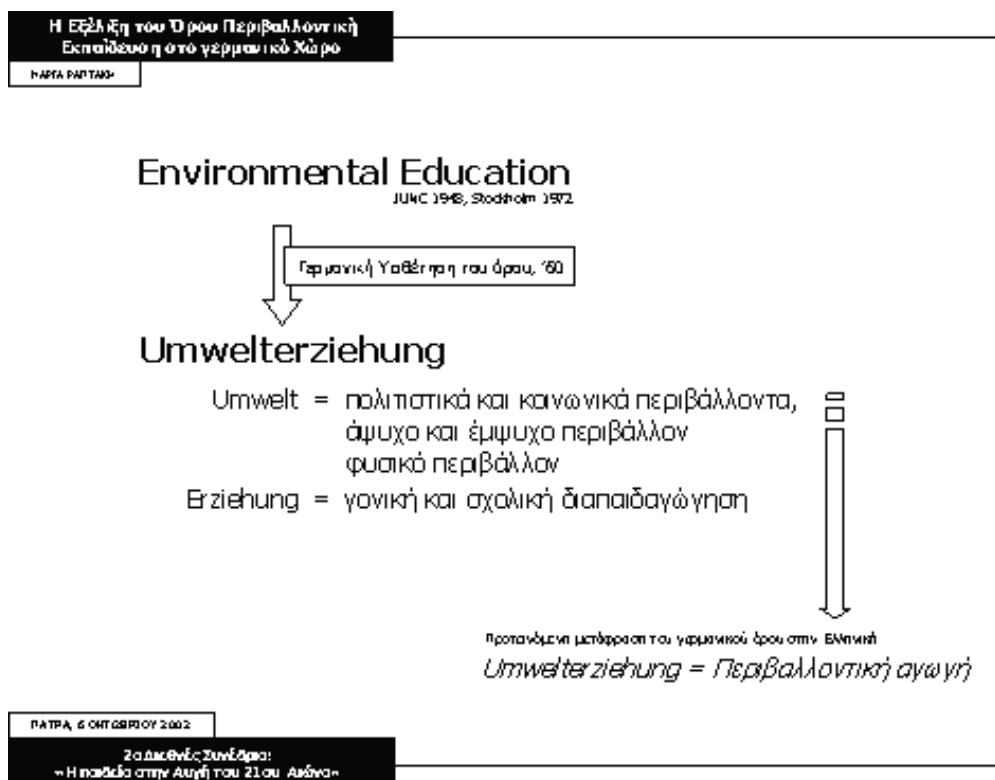 Η Εξέλιξη του Όρου Περιβαλλοντική
Εκπαίδευση στο γερμανικό Χώρο
ΜΑΡΓΑ ΡΑΠΤΑΚΗ
Environmental Education
IUNC 1948, Stockholm 1972
Γερμανική Υοθέτηση του όρου, '60
Umwelterziehung
Umwelt = πολιτιστικά και κοινωνικά περιβάλλοντα,
άψυχο και έμψυχο περιβάλλον
φυσικό περιβάλλον
Erziehung = γονική και σχολική διαπαιδαγώγηση
Προτεινόμενη μετάφραση του γερμανικού όρου στην Ελληνική
Umwelterziehung = Περιβαλλοντική αγωγή
ΠΑΤΡΑ, 6 ΟΚΤΩΒΡΙΟΥ 2002
2ο Διεθνές Συνέδριο:
«Η παιδεία στην Αυγή του 21ου Αιώνα»